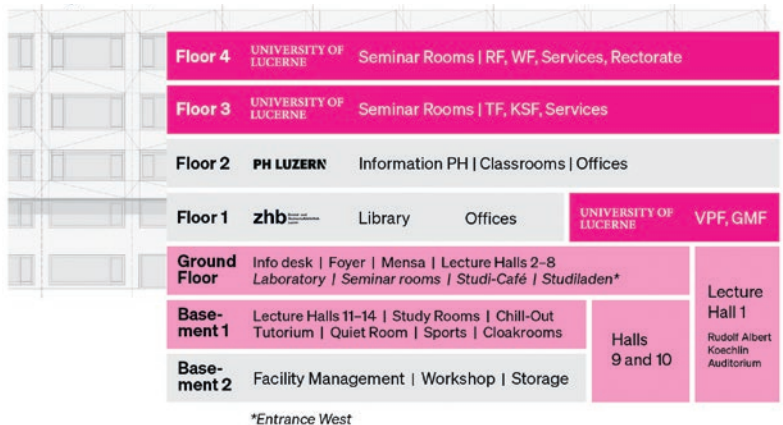 Floor 4 UNIVERSITY OF LUCERNE Seminar Rooms | RF, WF, Services, Rectorate
Floor 3 UNIVERSITY OF LUCERNE Seminar Rooms | TF, KSF, Services
Floor 2 PH LUZERN Information PH | Classrooms | Offices
Floor 1 zhb Library Offices
UNIVERSITY OF LUCERNE VPF, GMF
Ground Floor
Info desk | Foyer | Mensa | Lecture Halls 2–8
Laboratory | Seminar rooms | Studi-Café | Studiladen*
Base-
ment 1
Lecture Halls 11–14 | Study Rooms | Chill-Out
Tutorium | Quiet Room | Sports | Cloakrooms
Base-
ment 2
Facility Management | Workshop | Storage
Halls
9 and 10
Lecture
Hall 1
Rudolf Albert
Koechlin
Auditorium
*Entrance West